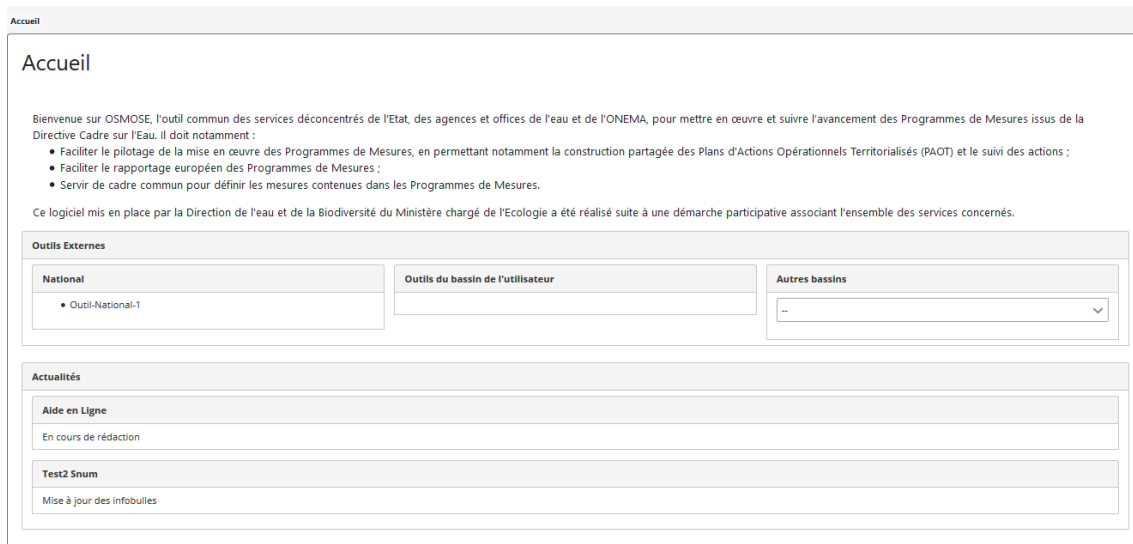 Accueil
Accueil
Bienvenue sur OSMOSE, l'outil commun des services déconcentrés de l'Etat, des agences et offices de l'eau et de l'ONEMA, pour mettre en œuvre et suivre l'avancement des Programmes de Mesures issus de la
Directive Cadre sur l'Eau. Il doit notamment :
• Faciliter le pilotage de la mise en œuvre des Programmes de Mesures, en permettant notamment la construction partagée des Plans d'Actions Opérationnels Territorialisés (PAOT) et le suivi des actions ;
• Faciliter le rapportage européen des Programmes de Mesures ;
• Servir de cadre commun pour définir les mesures contenues dans les Programmes de Mesures.
Ce logiciel mis en place par la Direction de l'eau et de la Biodiversité du Ministère chargé de l'Ecologie a été réalisé suite à une démarche participative associant l'ensemble des services concernés.
Outils Externes
National
• Outil-National-1
Outils du bassin de l'utilisateur
Autres bassins
--
Actualités
Aide en Ligne
En cours de rédaction
Test2 Snum
Mise à jour des infobulles